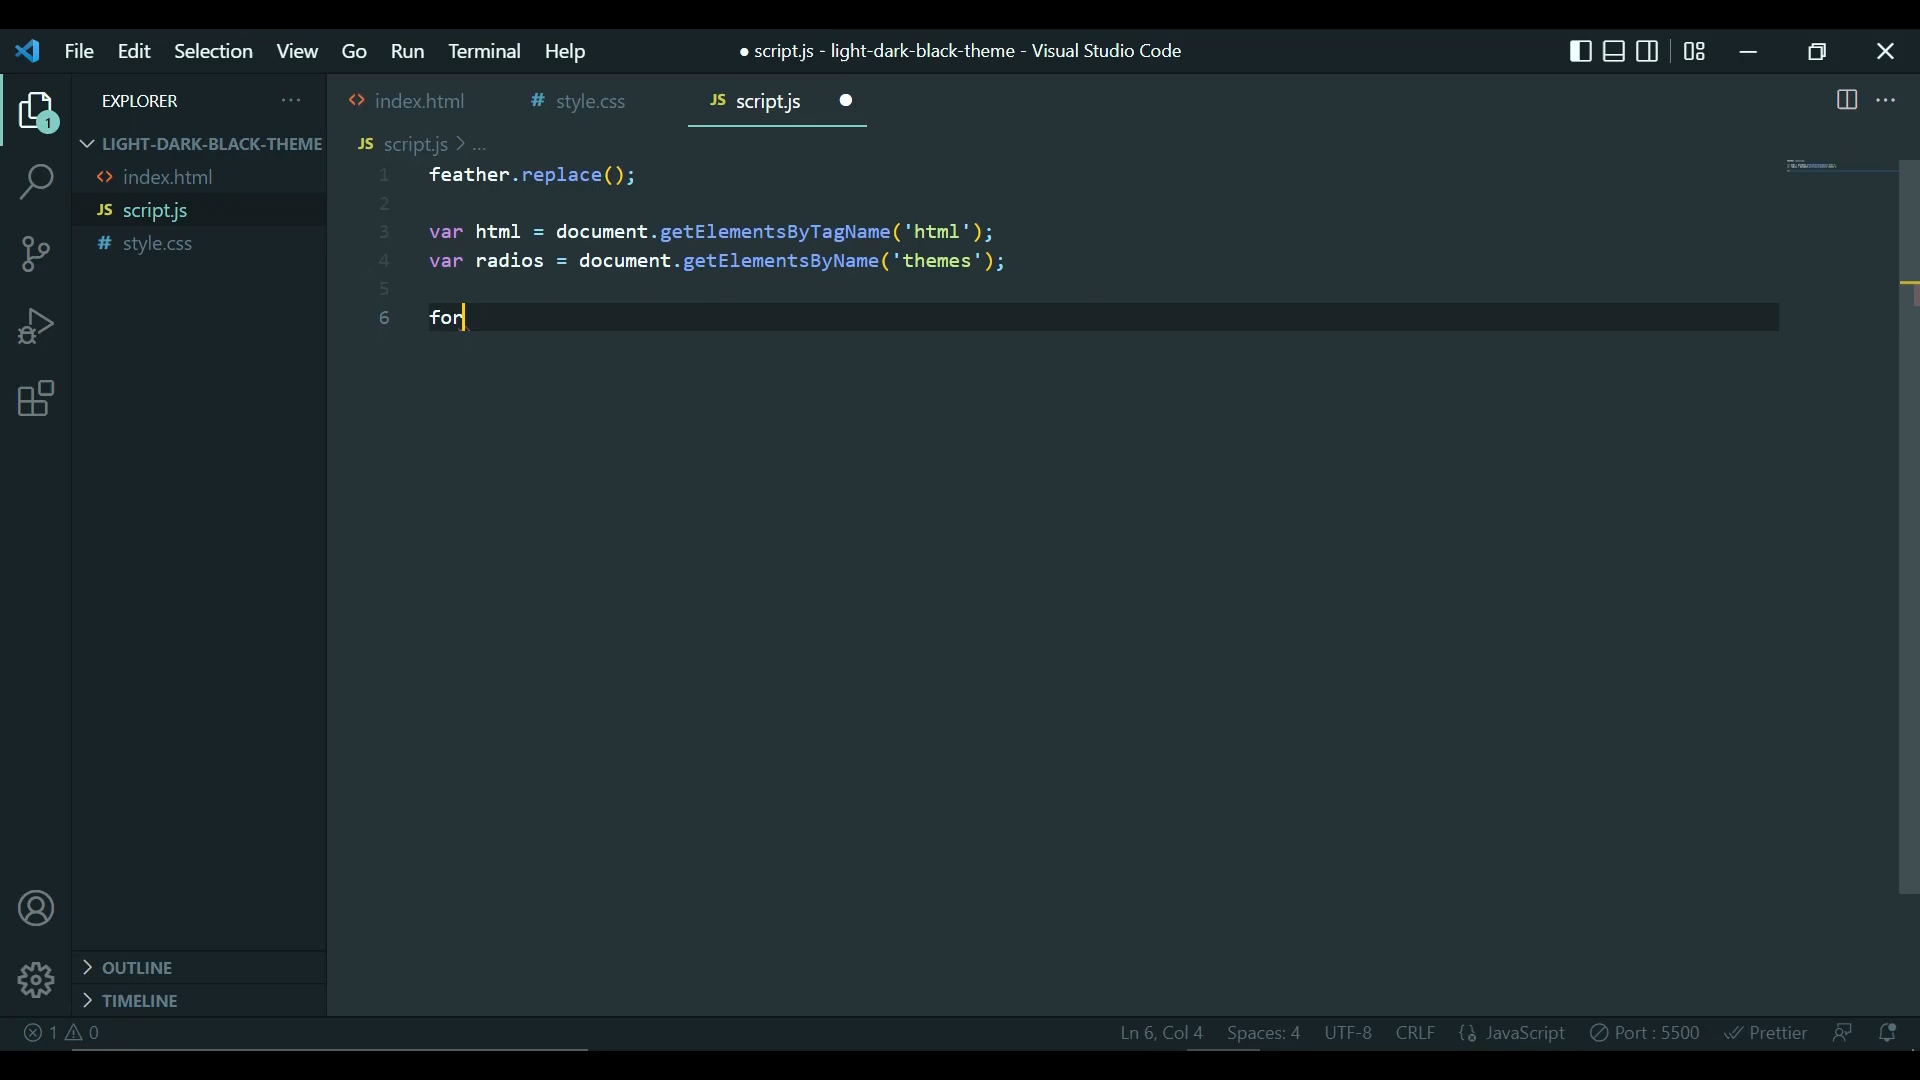 File Edit Selection View Go Run Terminal Help
● script.js - light-dark-black-theme - Visual Studio Code
EXPLORER ...
1
LIGHT-DARK-BLACK-THEME
<> index.html
JS script.js
# style.css
OUTLINE
TIMELINE
<> index.html # style.css JS script.js ●
JS script.js > ...
1 feather.replace();
2
3 var html = document.getElementsByTagName('html');
4 var radios = document.getElementsByName('themes');
5
6 for
1 0
Ln 6, Col 4 Spaces: 4 UTF-8 CRLF JavaScript Port : 5500 Prettier